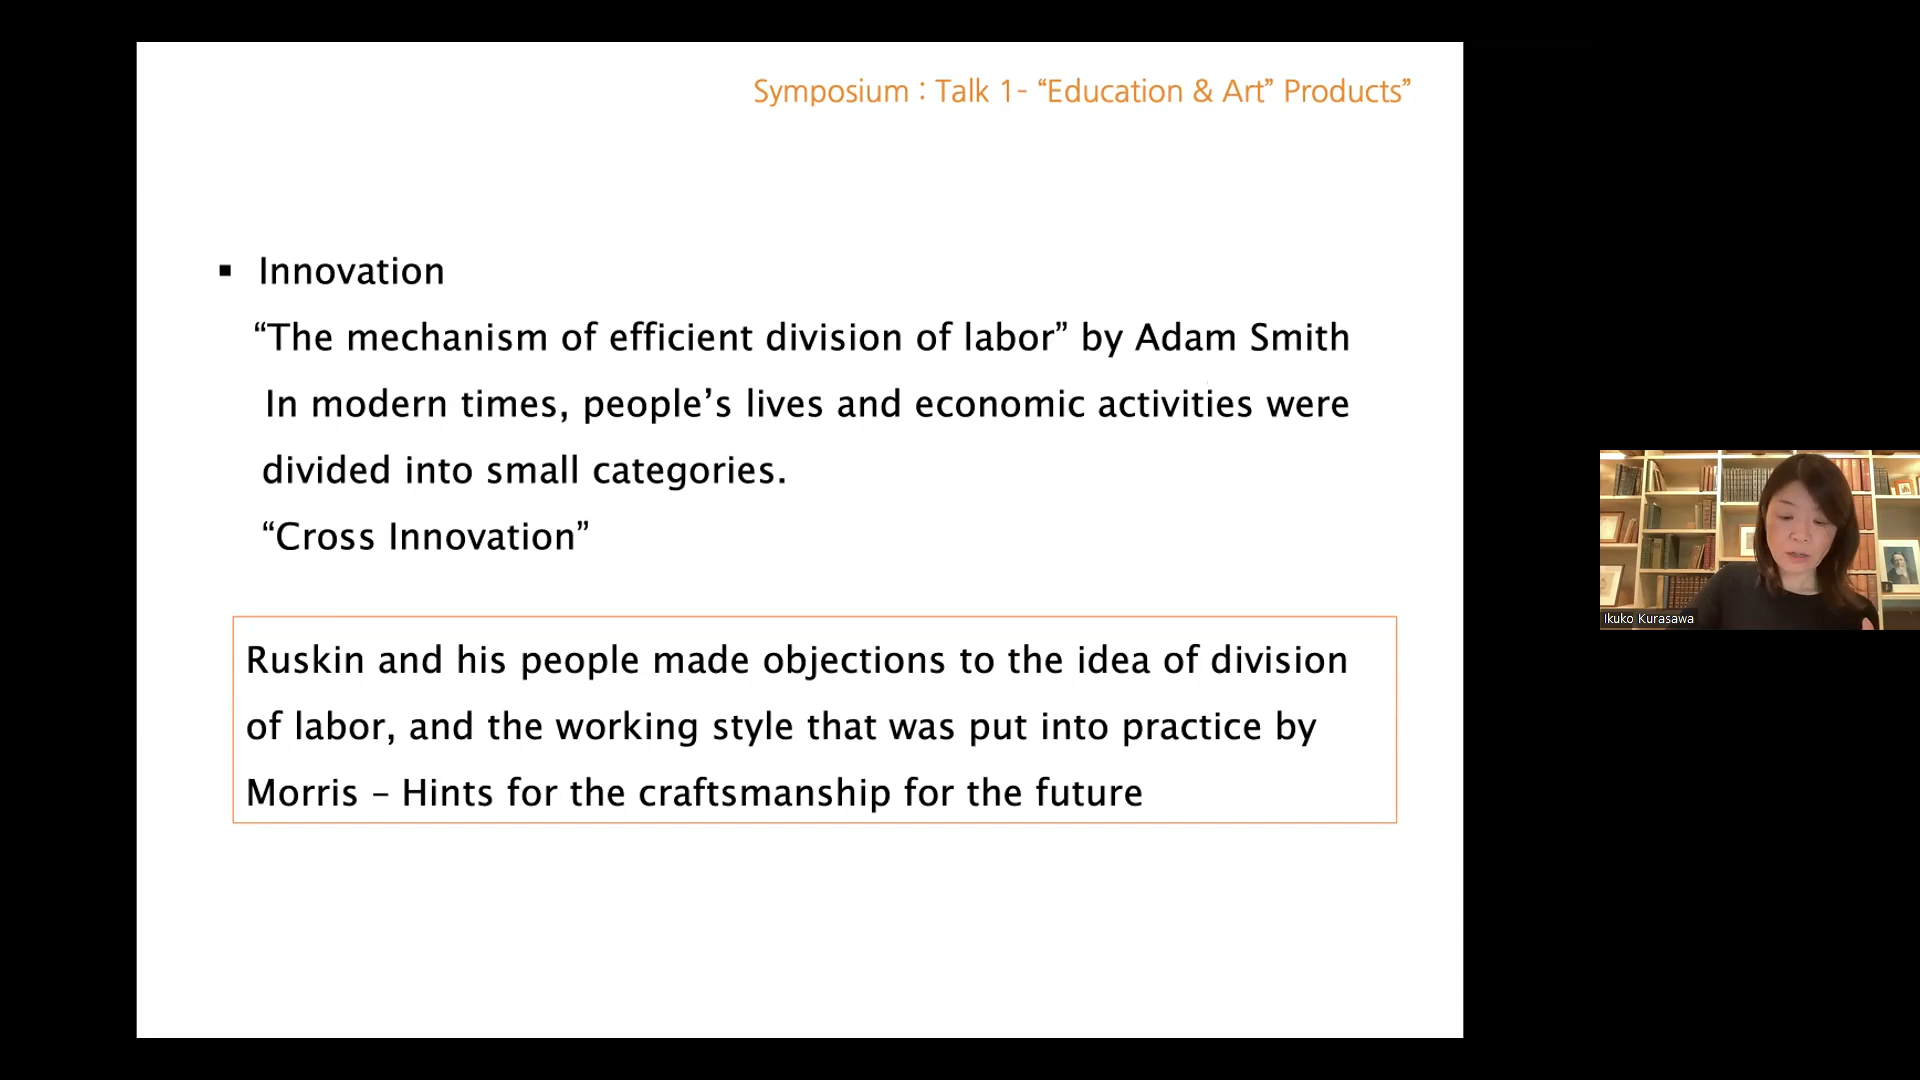 Symposium : Talk 1- “Education & Art” Products”
▪ Innovation
“The mechanism of efficient division of labor” by Adam Smith
In modern times, people’s lives and economic activities were
divided into small categories.
“Cross Innovation”
Ruskin and his people made objections to the idea of division
of labor, and the working style that was put into practice by
Morris – Hints for the craftsmanship for the future
Ikuko Kurasawa